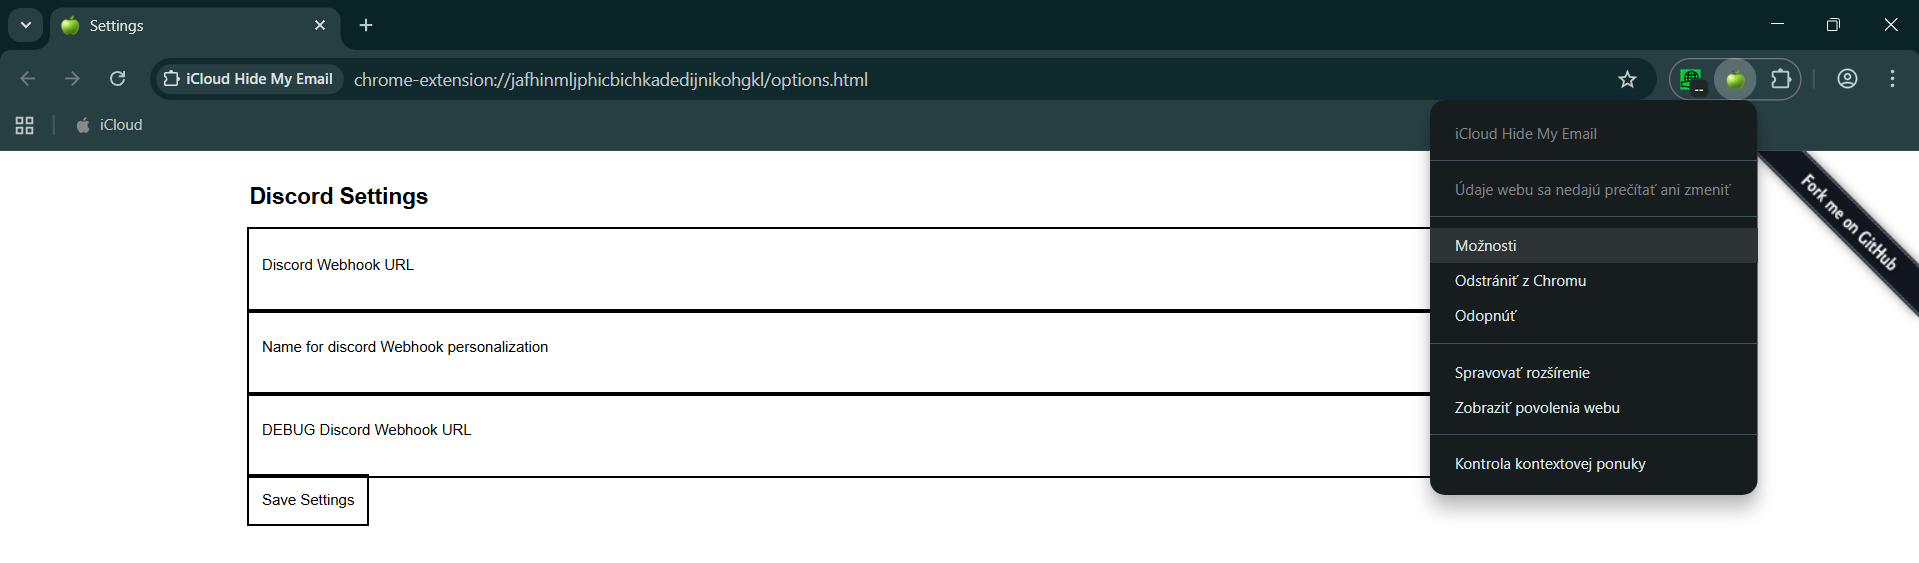 Settings
iCloud Hide My Email
chrome-extension://jafhinmljphicbichkadedijnikohgkl/options.html
--
iCloud
iCloud Hide My Email
Údaje webu sa nedajú prečítať ani zmeniť
Možnosti
Odstrániť z Chromu
Odopnúť
Spravovať rozšírenie
Zobraziť povolenia webu
Kontrola kontextovej ponuky
Fork me on GitHub
Discord Settings
Discord Webhook URL
Name for discord Webhook personalization
DEBUG Discord Webhook URL
Save Settings